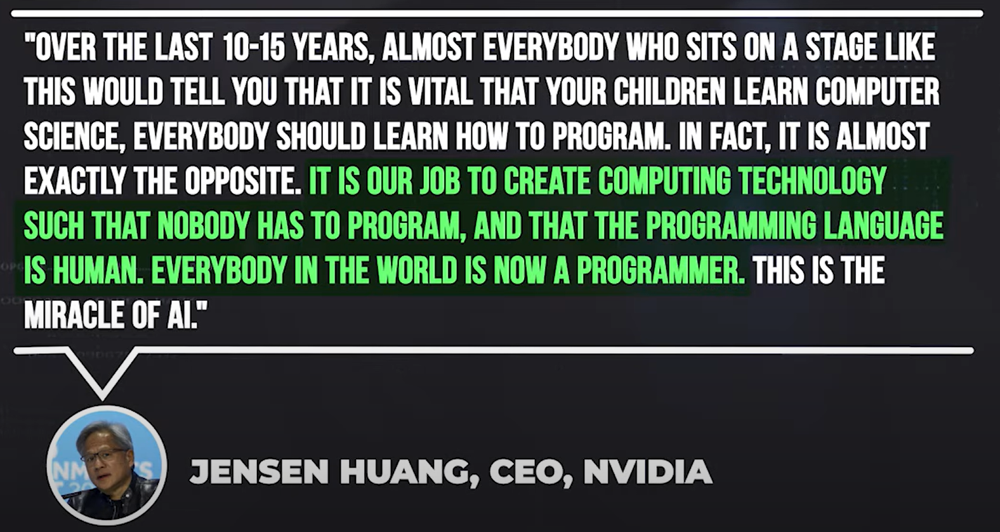 "OVER THE LAST 10-15 YEARS, ALMOST EVERYBODY WHO SITS ON A STAGE LIKE
THIS WOULD TELL YOU THAT IT IS VITAL THAT YOUR CHILDREN LEARN COMPUTER
SCIENCE, EVERYBODY SHOULD LEARN HOW TO PROGRAM. IN FACT, IT IS ALMOST
EXACTLY THE OPPOSITE. IT IS OUR JOB TO CREATE COMPUTING TECHNOLOGY
SUCH THAT NOBODY HAS TO PROGRAM, AND THAT THE PROGRAMMING LANGUAGE
IS HUMAN. EVERYBODY IN THE WORLD IS NOW A PROGRAMMER. THIS IS THE
MIRACLE OF AI."
JENSEN HUANG, CEO, NVIDIA